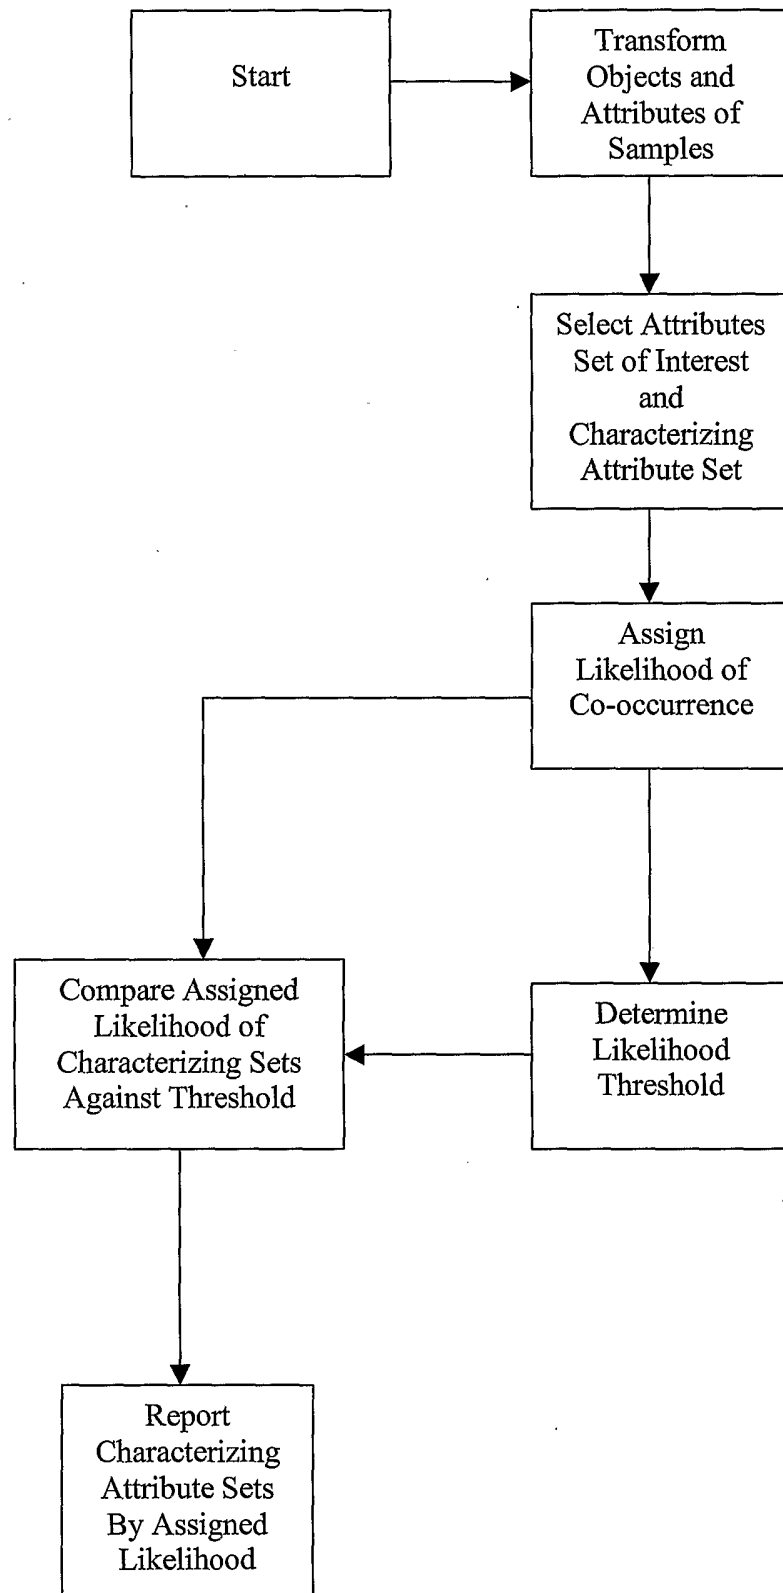 Start
Transform
Objects and
Attributes of
Samples
Select Attributes
Set of Interest
and
Characterizing
Attribute Set
Assign
Likelihood of
Co-occurrence
Compare Assigned
Likelihood of
Characterizing Sets
Against Threshold
Determine
Likelihood
Threshold
Report
Characterizing
Attribute Sets
By Assigned
Likelihood